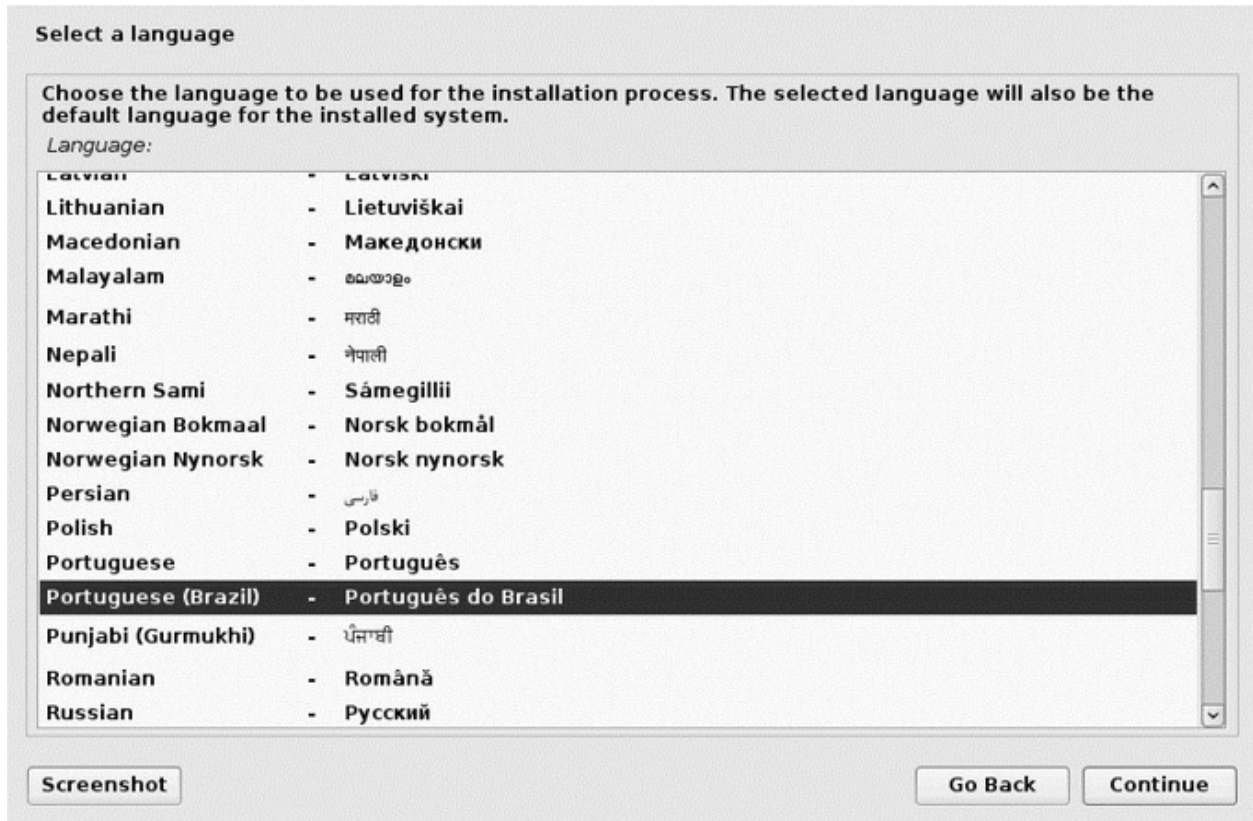 Select a language
Choose the language to be used for the installation process. The selected language will also be the
default language for the installed system.
Language:
Latvian - Latviski
Lithuanian - Lietuviškai
Macedonian - Македонски
Malayalam - മലയാളം
Marathi - मराठी
Nepali - नेपाली
Northern Sami - Sámegillii
Norwegian Bokmaal - Norsk bokmål
Norwegian Nynorsk - Norsk nynorsk
Persian - فارسی
Polish - Polski
Portuguese - Português
Portuguese (Brazil) - Português do Brasil
Punjabi (Gurmukhi) - ਪੰਜਾਬੀ
Romanian - Română
Russian - Русский
Screenshot Go Back Continue